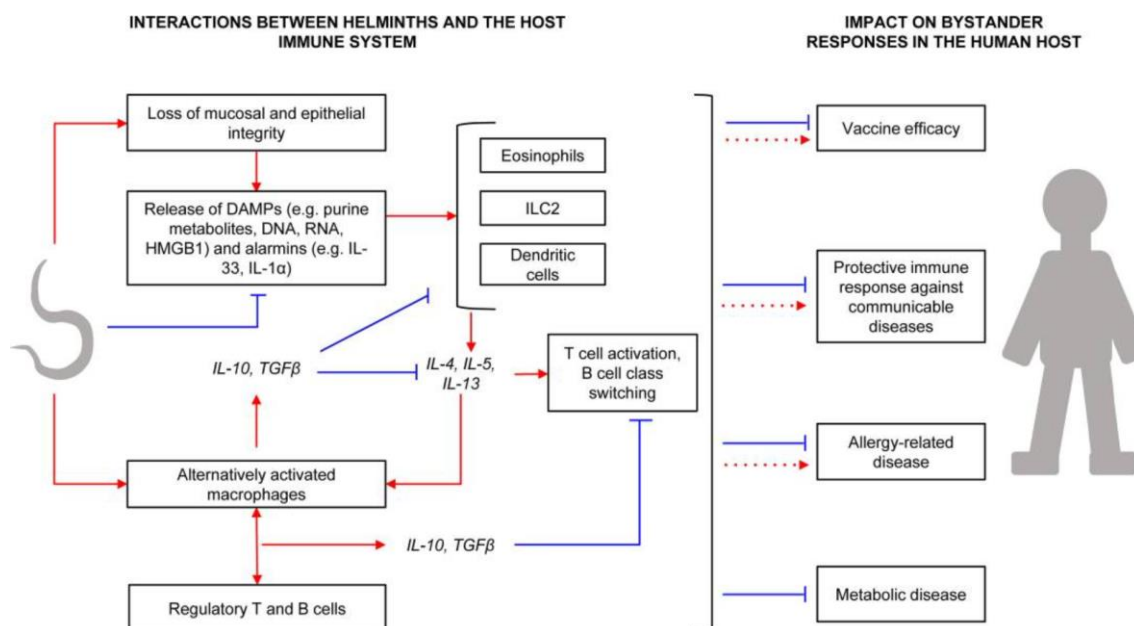 INTERACTIONS BETWEEN HELMINTHS AND THE HOST
IMMUNE SYSTEM
IMPACT ON BYSTANDER
RESPONSES IN THE HUMAN HOST
Loss of mucosal and epithelial
integrity
Release of DAMPs (e.g. purine
metabolites, DNA, RNA,
HMGB1) and alarmins (e.g. IL-
33, IL-1α)
Eosinophils
ILC2
Dendritic
cells
IL-10, TGFβ
IL-4, IL-5,
IL-13
T cell activation,
B cell class
switching
Alternatively activated
macrophages
IL-10, TGFβ
Regulatory T and B cells
Vaccine efficacy
Protective immune
response against
communicable
diseases
Allergy-related
disease
Metabolic disease